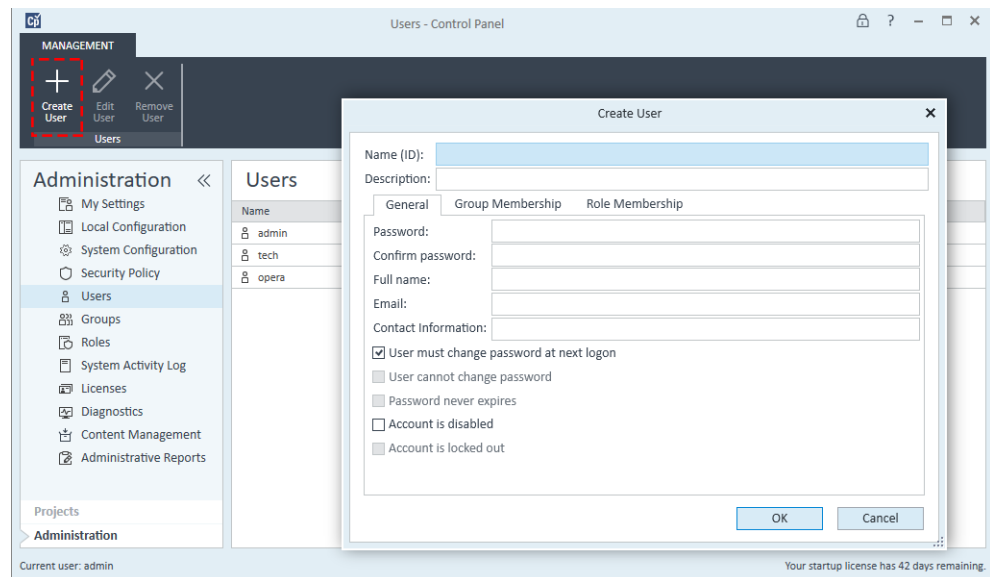 Cp
Users - Control Panel
?
MANAGEMENT
Create User
Edit User
Remove User
Users
Administration
My Settings
Local Configuration
System Configuration
Security Policy
Users
Groups
Roles
System Activity Log
Licenses
Diagnostics
Content Management
Administrative Reports
Projects
Administration
Users
Name
admin
tech
opera
Create User
Name (ID):
Description:
General Group Membership Role Membership
Password:
Confirm password:
Full name:
Email:
Contact Information:
User must change password at next logon
User cannot change password
Password never expires
Account is disabled
Account is locked out
OK Cancel
Current user: admin
Your startup license has 42 days remaining.